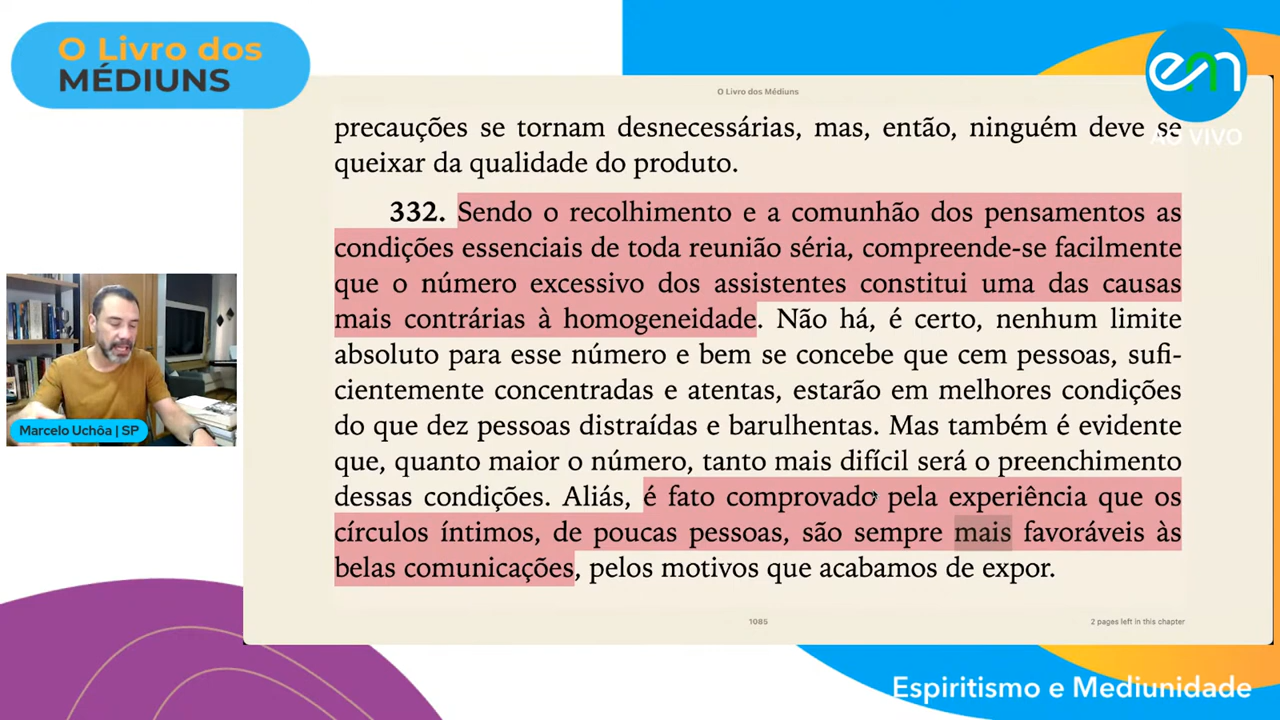 O Livro dos
MÉDIUNS
em
AO VIVO
O Livro dos Médiuns
precauções se tornam desnecessárias, mas, então, ninguém deve se
queixar da qualidade do produto.
332. Sendo o recolhimento e a comunhão dos pensamentos as
condições essenciais de toda reunião séria, compreende-se facilmente
que o número excessivo dos assistentes constitui uma das causas
mais contrárias à homogeneidade. Não há, é certo, nenhum limite
absoluto para esse número e bem se concebe que cem pessoas, sufi-
cientemente concentradas e atentas, estarão em melhores condições
do que dez pessoas distraídas e barulhentas. Mas também é evidente
que, quanto maior o número, tanto mais difícil será o preenchimento
dessas condições. Aliás, é fato comprovado pela experiência que os
círculos íntimos, de poucas pessoas, são sempre mais favoráveis às
belas comunicações, pelos motivos que acabamos de expor.
1085
2 pages left in this chapter
Marcelo Uchôa | SP
Espiritismo e Mediunidade